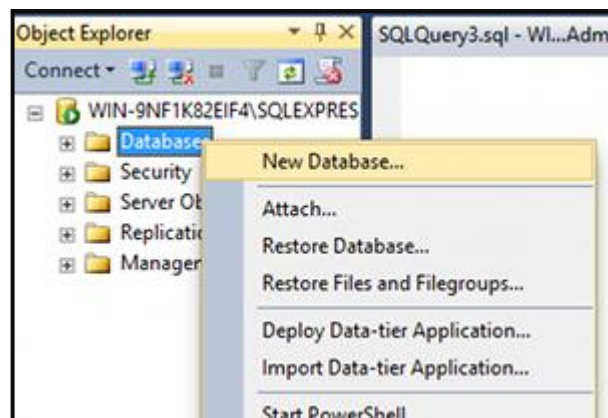 Object Explorer
SQLQuery3.sql - WI...Adm
Connect
WIN-9NF1K82EIF4\SQLEXPRES
Database
New Database...
Security
Attach...
Server Ob
Restore Database...
Replicatio
Restore Files and Filegroups...
Manager
Deploy Data-tier Application...
Import Data-tier Application...
Start PowerShell